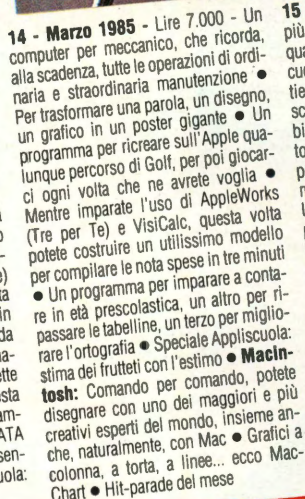 14 - Marzo 1985 - Lire 7.000 - Un
computer per meccanico, che ricorda,
alla scadenza, tutte le operazioni di ordi-
naria e straordinaria manutenzione ●
Per trasformare una parola, un disegno,
un grafico in un poster gigante ● Un
programma per ricreare sull'Apple qua-
lunque percorso di Golf, per poi giocar-
ci ogni volta che ne avrete voglia ●
Mentre imparate l'uso di AppleWorks
(Tre per Te) e VisiCalc, questa volta
potete costruire un utilissimo modello
per compilare le nota spese in tre minuti
● Un programma per imparare a conta-
re in età prescolastica, un altro per ri-
passare le tabelline, un terzo per miglio-
rare l'ortografia ● Speciale Appliscuola:
stima dei frutteti con l'estimo ● Macin-
tosh: Comando per comando, potete
disegnare con uno dei maggiori e più
creativi esperti del mondo, insieme an-
che, naturalmente, con Mac ● Grafici a
colonna, a torta, a linee... ecco Mac-
Chart ● Hit-parade del mese
15
più